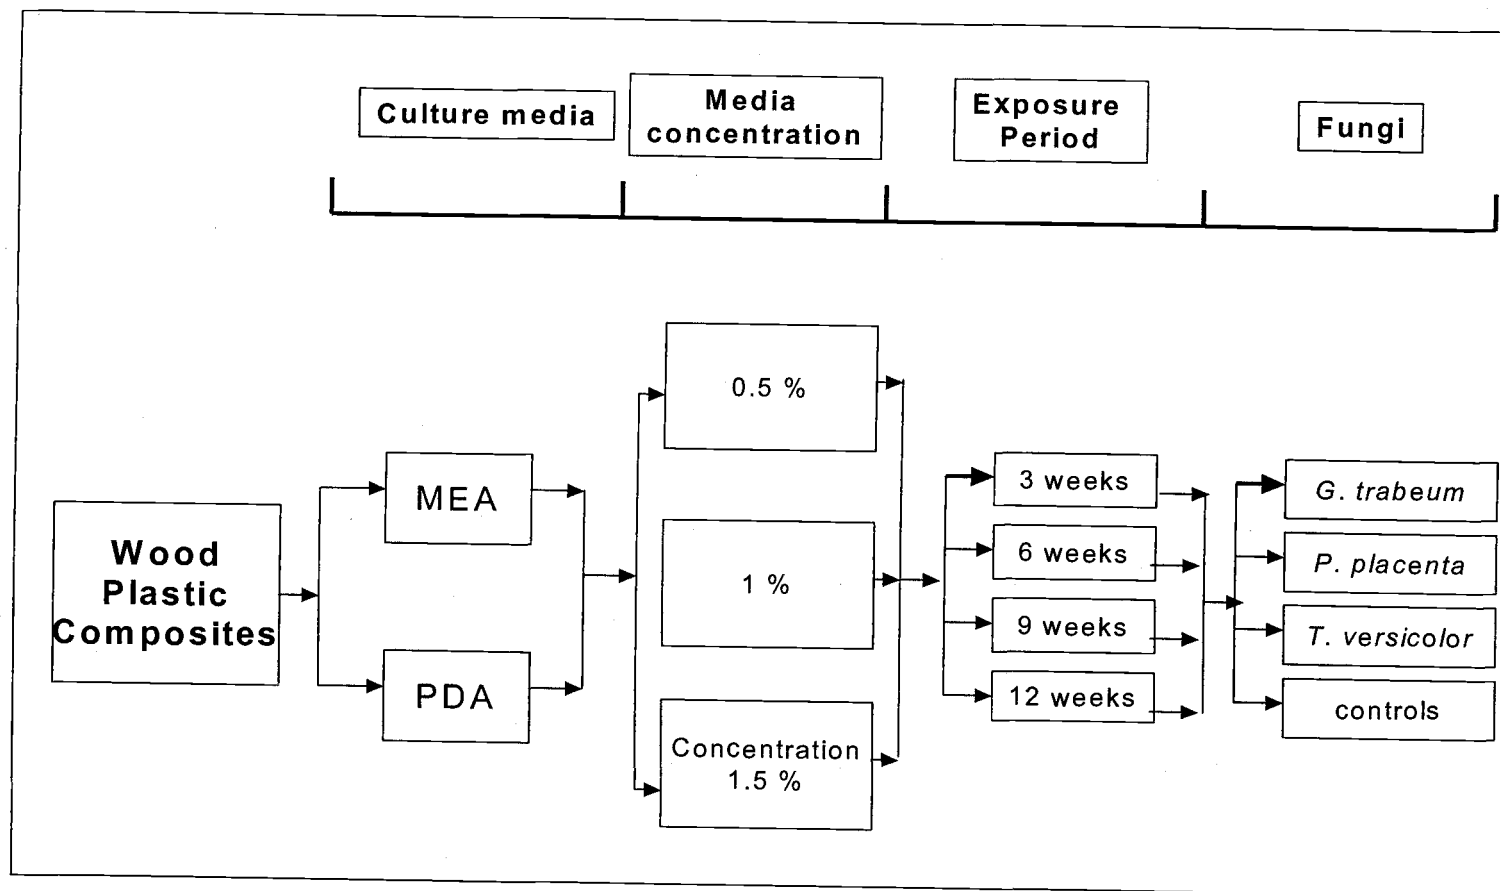 Culture media
Media
concentration
Exposure
Period
Fungi
Wood
Plastic
Composites
MEA
PDA
0.5 %
1 %
Concentration
1.5 %
3 weeks
6 weeks
9 weeks
12 weeks
G. trabeum
P. placenta
T. versicolor
controls